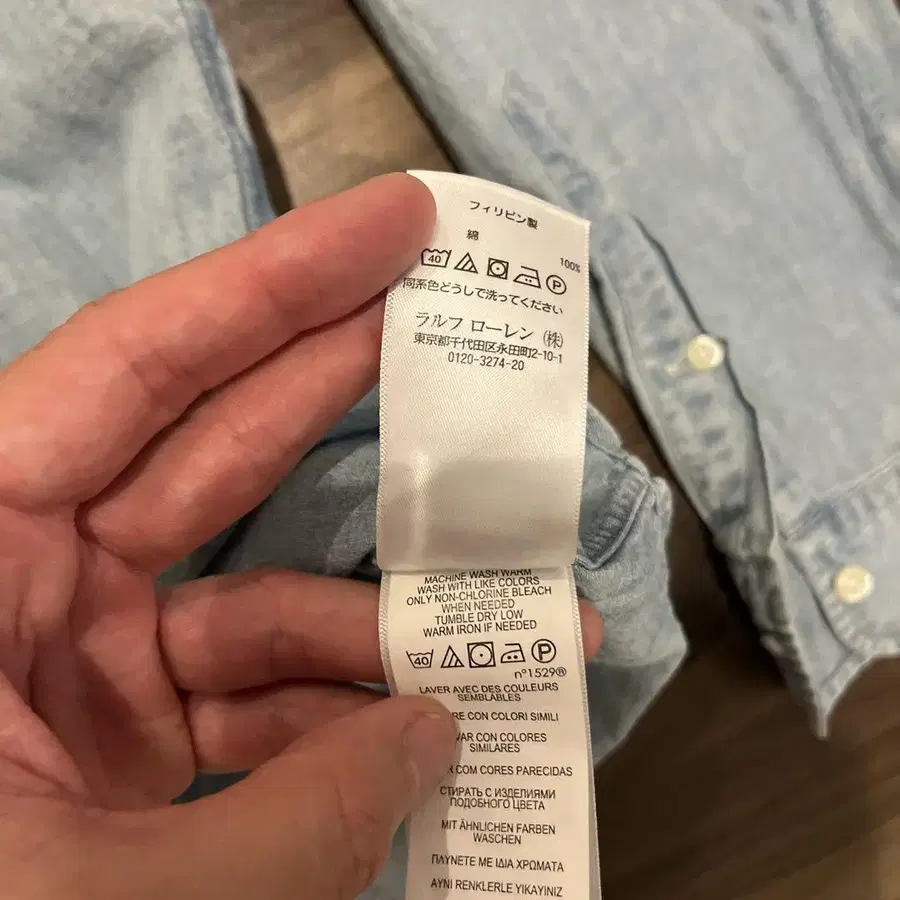 フィリピン製
綿 100%
40 P
同系色どうしで洗ってください
ラルフ ローレン (株)
東京都千代田区永田町2-10-1
0120-3274-20
MACHINE WASH WARM
WASH WITH LIKE COLORS
ONLY NON-CHLORINE BLEACH
WHEN NEEDED
TUMBLE DRY LOW
WARM IRON IF NEEDED
40 P
n°1529®
LAVER AVEC DES COULEURS
SEMBLABLES
CON COLORI SIMILI
CON COLORES
SIMILARES
COM CORES PARECIDAS
СТИРАТЬ С ИЗДЕЛИЯМИ
ПОДОБНОГО ЦВЕТА
MIT ÄHNLICHEN FARBEN
WASCHEN
ΠΛΥΝΕΤΕ ΜΕ ΙΔΙΑ ΧΡΩΜΑΤΑ
AYNI RENKLERLE YIKAYINIZ